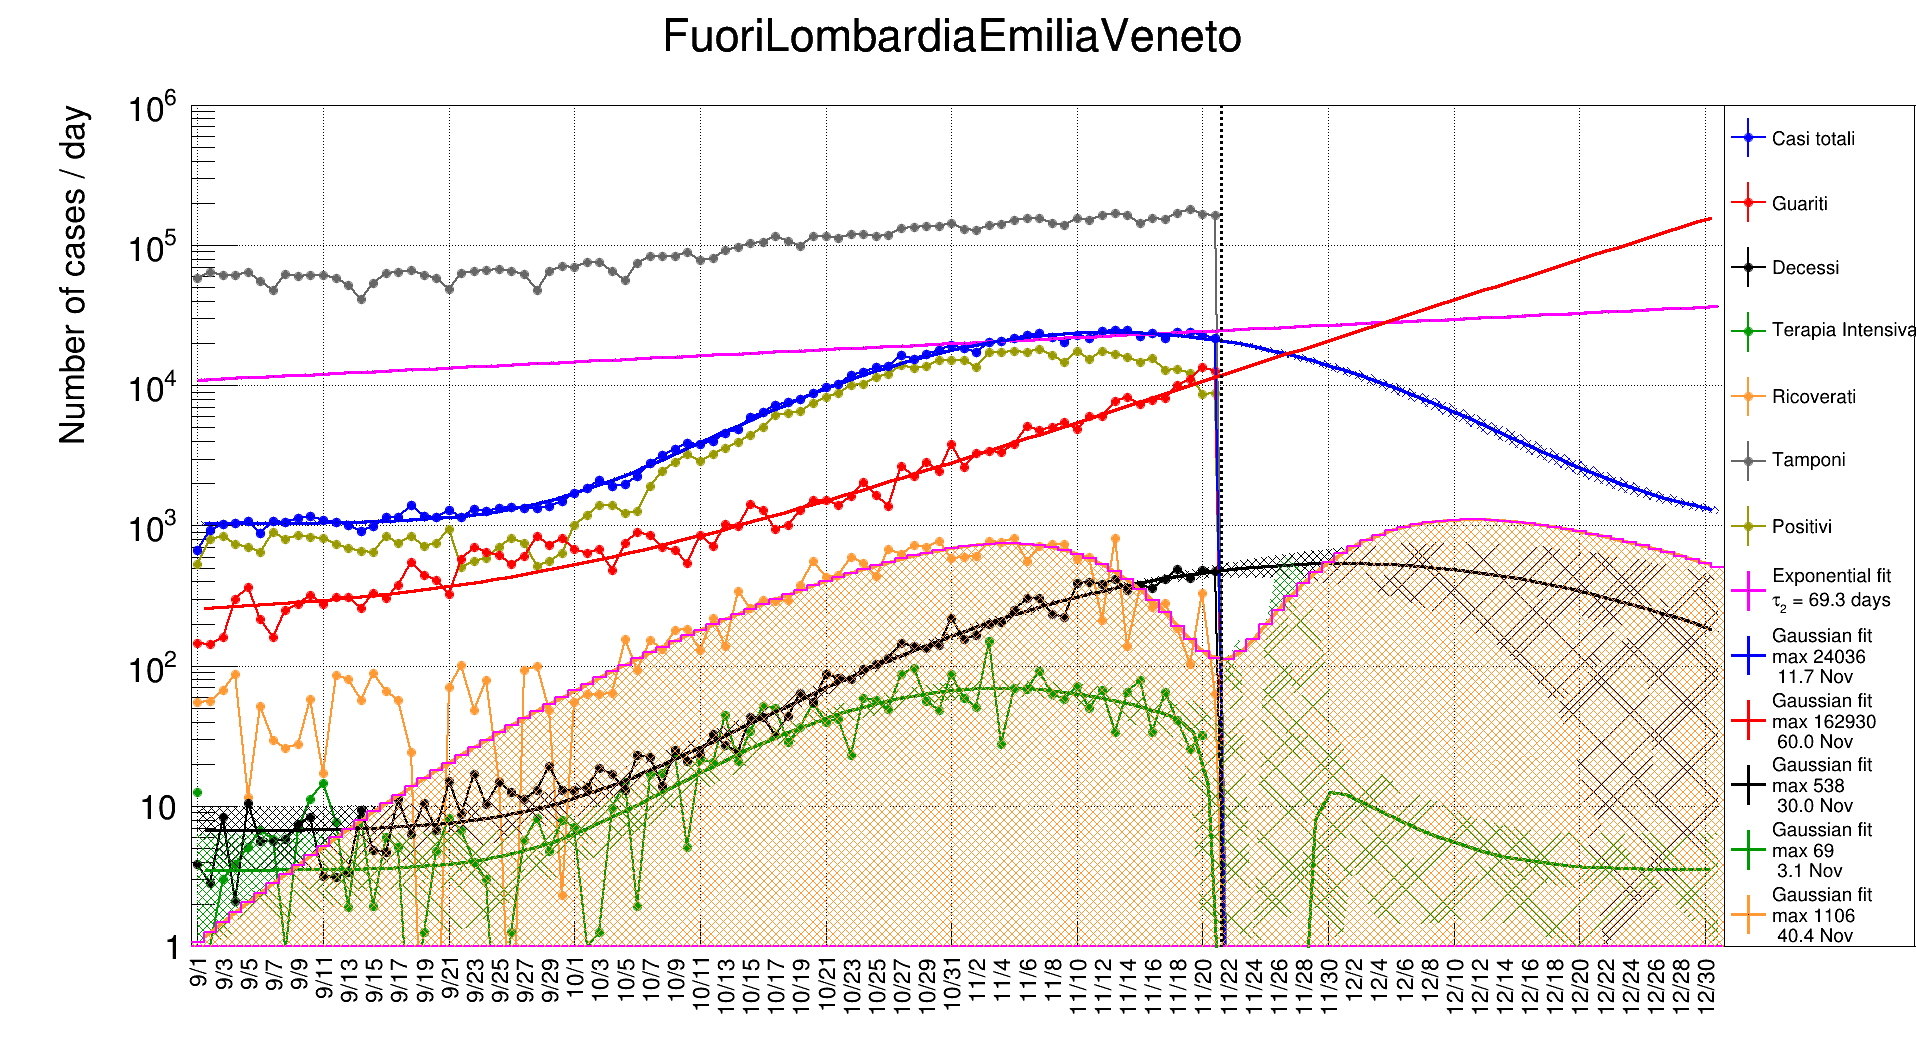 FuoriLombardiaEmiliaVeneto
Number of cases / day
10^6
10^5
10^4
10^3
10^2
10
1
9/1
9/3
9/5
9/7
9/9
9/11
9/13
9/15
9/17
9/19
9/21
9/23
9/25
9/27
9/29
10/1
10/3
10/5
10/7
10/9
10/11
10/13
10/15
10/17
10/19
10/21
10/23
10/25
10/27
10/29
10/31
11/2
11/4
11/6
11/8
11/10
11/12
11/14
11/16
11/18
11/20
11/22
11/24
11/26
11/28
11/30
12/2
12/4
12/6
12/8
12/10
12/12
12/14
12/16
12/18
12/20
12/22
12/24
12/26
12/28
12/30
Casi totali
Guariti
Decessi
Terapia Intensiva
Ricoverati
Tamponi
Positivi
Exponential fit
τ₂ = 69.3 days
Gaussian fit
max 24036
11.7 Nov
Gaussian fit
max 162930
60.0 Nov
Gaussian fit
max 538
30.0 Nov
Gaussian fit
max 69
3.1 Nov
Gaussian fit
max 1106
40.4 Nov